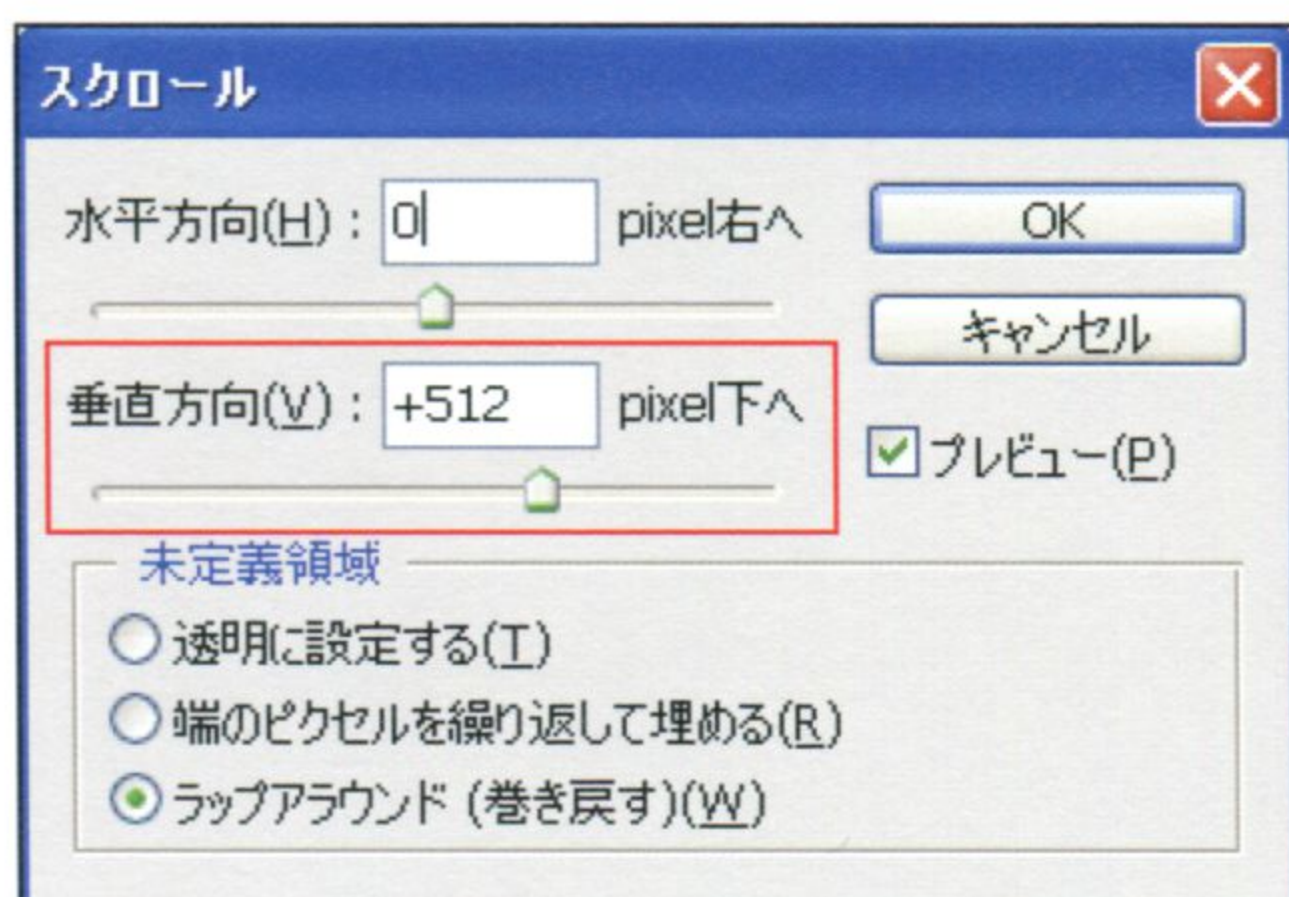 スクロール
水平方向(H) : 0 pixel右へ
OK
キャンセル
垂直方向(V) : +512 pixel下へ
プレビュー(P)
未定義領域
透明に設定する(T)
端のピクセルを繰り返して埋める(R)
ラップアラウンド (巻き戻す)(W)